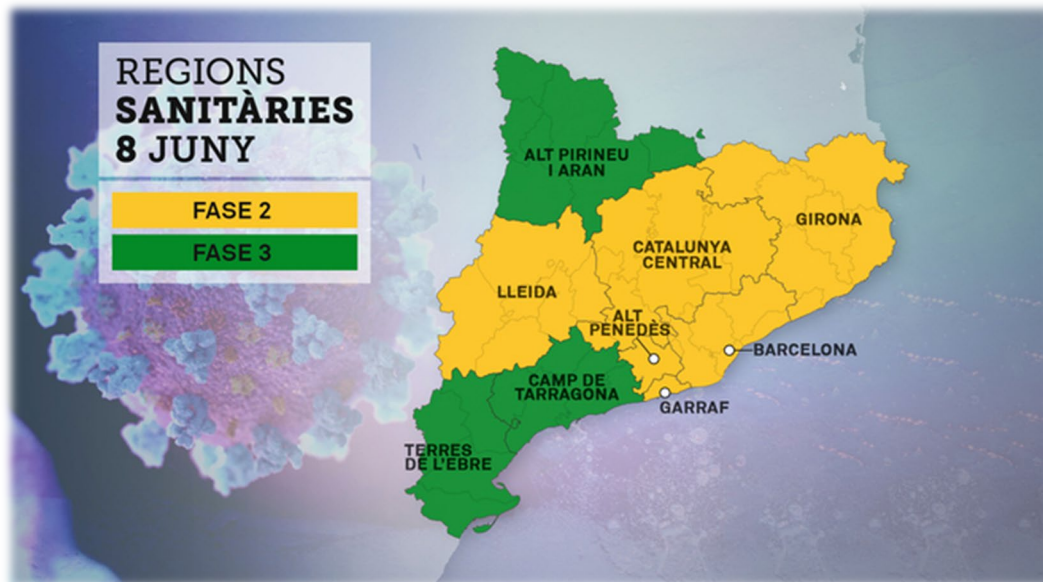 REGIONS
SANITÀRIES
8 JUNY
FASE 2
FASE 3
ALT PIRINEU
I ARAN
GIRONA
CATALUNYA
CENTRAL
LLEIDA
ALT
PENEDÈS
BARCELONA
CAMP DE
TARRAGONA
GARRAF
TERRES
DE L'EBRE